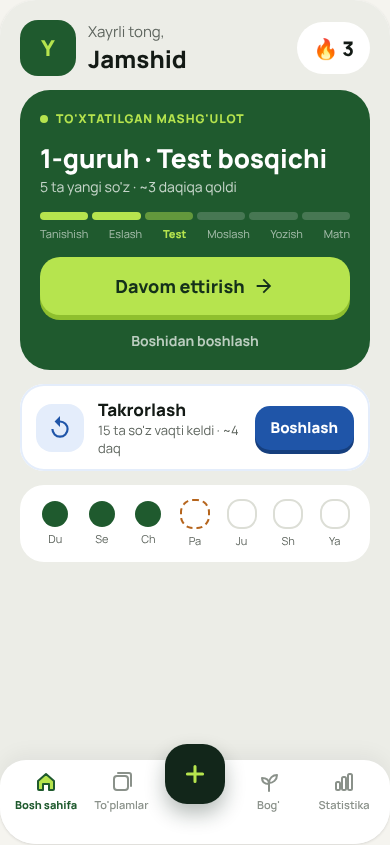 Y
Xayrli tong,
Jamshid
🔥 3
TO'XTATILGAN MASHG'ULOT
1-guruh · Test bosqichi
5 ta yangi so'z · ~3 daqiqa qoldi
Tanishish Eslash Test Moslash Yozish Matn
Davom ettirish →
Boshidan boshlash
Takrorlash
15 ta so'z vaqti keldi · ~4
daq
Boshlash
Du Se Ch Pa Ju Sh Ya
+
Bosh sahifa To'plamlar Bog' Statistika